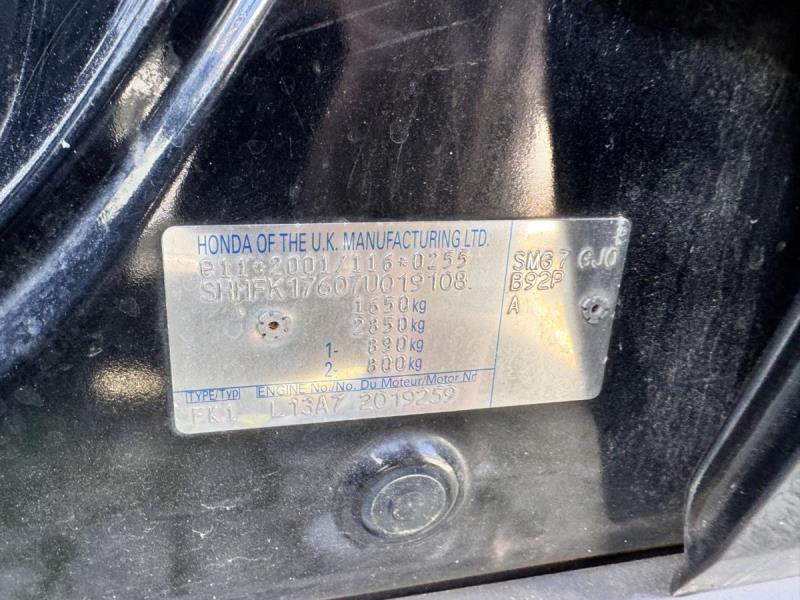 HONDA OF THE U.K. MANUFACTURING LTD.
e11*2001/116*0255
SHHFK17607U019108.
1650kg
2850kg
1- 890kg
2- 800kg
TYPE/Typ ENGINE No./No. Du Moteur/Motor Nr
FK1 L13A7 2019259
SMG7 CJ0
B92P
A